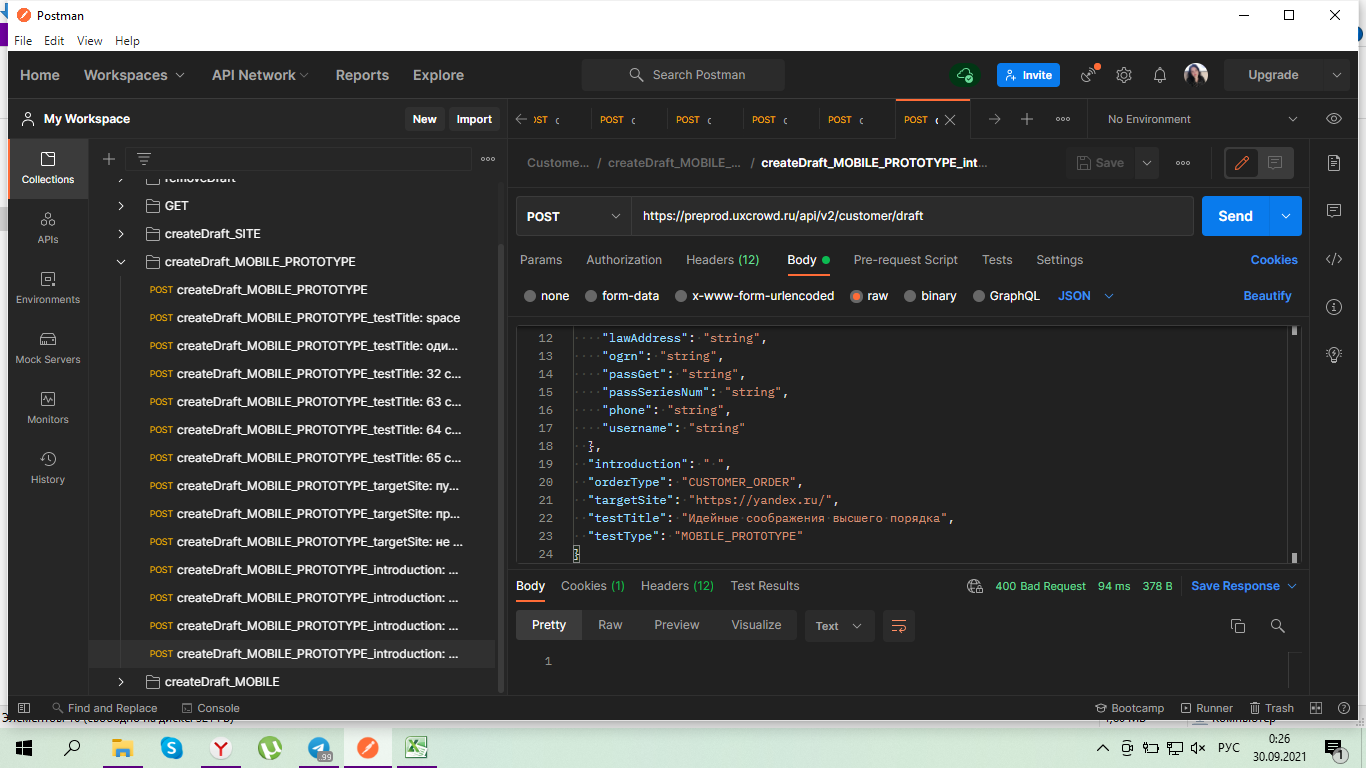 Postman
File Edit View Help
Home Workspaces API Network Reports Explore Search Postman Invite Upgrade
My Workspace New Import
POST POST POST POST POST No Environment
Collections
APIs
Environments
Mock Servers
Monitors
History
removeDraft
GET
createDraft_SITE
createDraft_MOBILE_PROTOTYPE
POST createDraft_MOBILE_PROTOTYPE
POST createDraft_MOBILE_PROTOTYPE_testTitle: space
POST createDraft_MOBILE_PROTOTYPE_testTitle: оди...
POST createDraft_MOBILE_PROTOTYPE_testTitle: 32 c...
POST createDraft_MOBILE_PROTOTYPE_testTitle: 63 c...
POST createDraft_MOBILE_PROTOTYPE_testTitle: 64 c...
POST createDraft_MOBILE_PROTOTYPE_testTitle: 65 c...
POST createDraft_MOBILE_PROTOTYPE_targetSite: пу...
POST createDraft_MOBILE_PROTOTYPE_targetSite: пр...
POST createDraft_MOBILE_PROTOTYPE_targetSite: не ...
POST createDraft_MOBILE_PROTOTYPE_introduction: ...
POST createDraft_MOBILE_PROTOTYPE_introduction: ...
POST createDraft_MOBILE_PROTOTYPE_introduction: ...
POST createDraft_MOBILE_PROTOTYPE_introduction: ...
createDraft_MOBILE
Custome... / createDraft_MOBILE_... / createDraft_MOBILE_PROTOTYPE_int... Save
POST https://preprod.uxcrowd.ru/api/v2/customer/draft Send
Params Authorization Headers (12) Body Pre-request Script Tests Settings Cookies
none form-data x-www-form-urlencoded raw binary GraphQL JSON Beautify
12 "lawAddress": "string",
13 "ogrn": "string",
14 "passGet": "string",
15 "passSeriesNum": "string",
16 "phone": "string",
17 "username": "string"
18 },
19 "introduction": " ",
20 "orderType": "CUSTOMER_ORDER",
21 "targetSite": "https://yandex.ru/",
22 "testTitle": "Идейные соображения высшего порядка",
23 "testType": "MOBILE_PROTOTYPE"
24 }
Body Cookies (1) Headers (12) Test Results 400 Bad Request 94 ms 378 B Save Response
Pretty Raw Preview Visualize Text
1
Find and Replace Console Bootcamp Runner Trash
99 РУС 0:26
30.09.2021 1